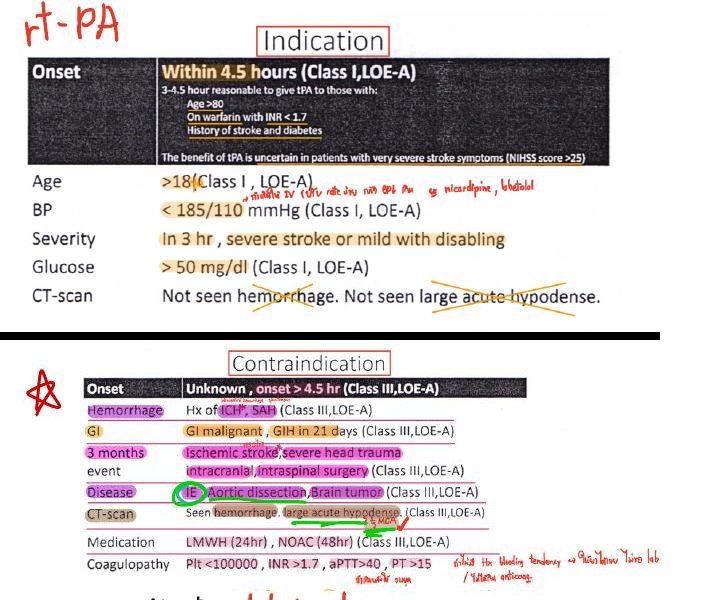 rt-PA
Indication
Onset Within 4.5 hours (Class I,LOE-A)
3-4.5 hour reasonable to give tPA to those with:
Age >80
On warfarin with INR < 1.7
History of stroke and diabetes
The benefit of tPA is uncertain in patients with very severe stroke symptoms (NIHSS score >25)
Age >18(Class I , LOE-A)
nicardipine, labetalol
BP < 185/110 mmHg (Class I, LOE-A)
Severity In 3 hr , severe stroke or mild with disabling
Glucose > 50 mg/dl (Class I, LOE-A)
CT-scan Not seen hemorrhage. Not seen large acute hypodense.
Contraindication
Onset Unknown , onset > 4.5 hr (Class III,LOE-A)
Hemorrhage Hx of ICH*, SAH (Class III,LOE-A)
GI GI malignant , GIH in 21 days (Class III,LOE-A)
3 months Ischemic stroke,severe head trauma
event intracranial,intraspinal surgery (Class III,LOE-A)
Disease IE Aortic dissection,Brain tumor (Class III,LOE-A)
CT-scan Seen hemorrhage. large acute hypodense. (Class III,LOE-A)
MCA
Medication LMWH (24hr) , NOAC (48hr) (Class III,LOE-A)
Coagulopathy Plt <100000 , INR >1.7 , aPTT>40 , PT >15
Hx bleeding tendency → ไม่รอ lab